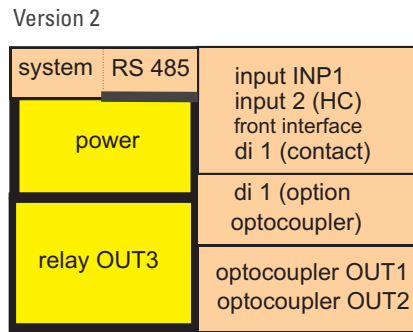 Version 2
system RS 485
power
relay OUT3
input INP1
input 2 (HC)
front interface
di 1 (contact)
di 1 (option
optocoupler)
optocoupler OUT1
optocoupler OUT2